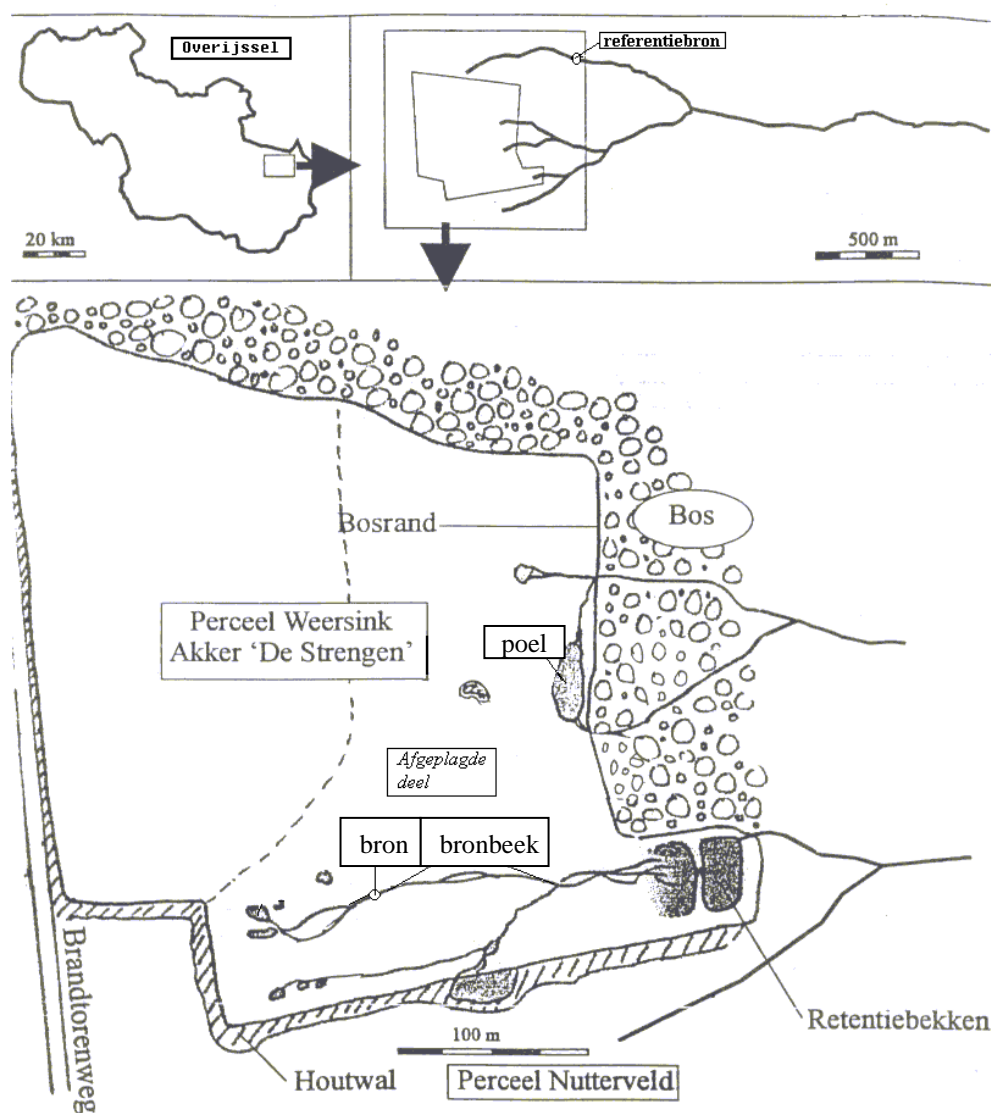 Overijssel
referentiebron
20 km
500 m
Bosrand
Bos
Perceel Weersink
Akker 'De Strengen'
poel
Afgeplagde
deel
bron
bronbeek
Brandtorenweg
Retentiebekken
100 m
Houtwal
Perceel Nutterveld